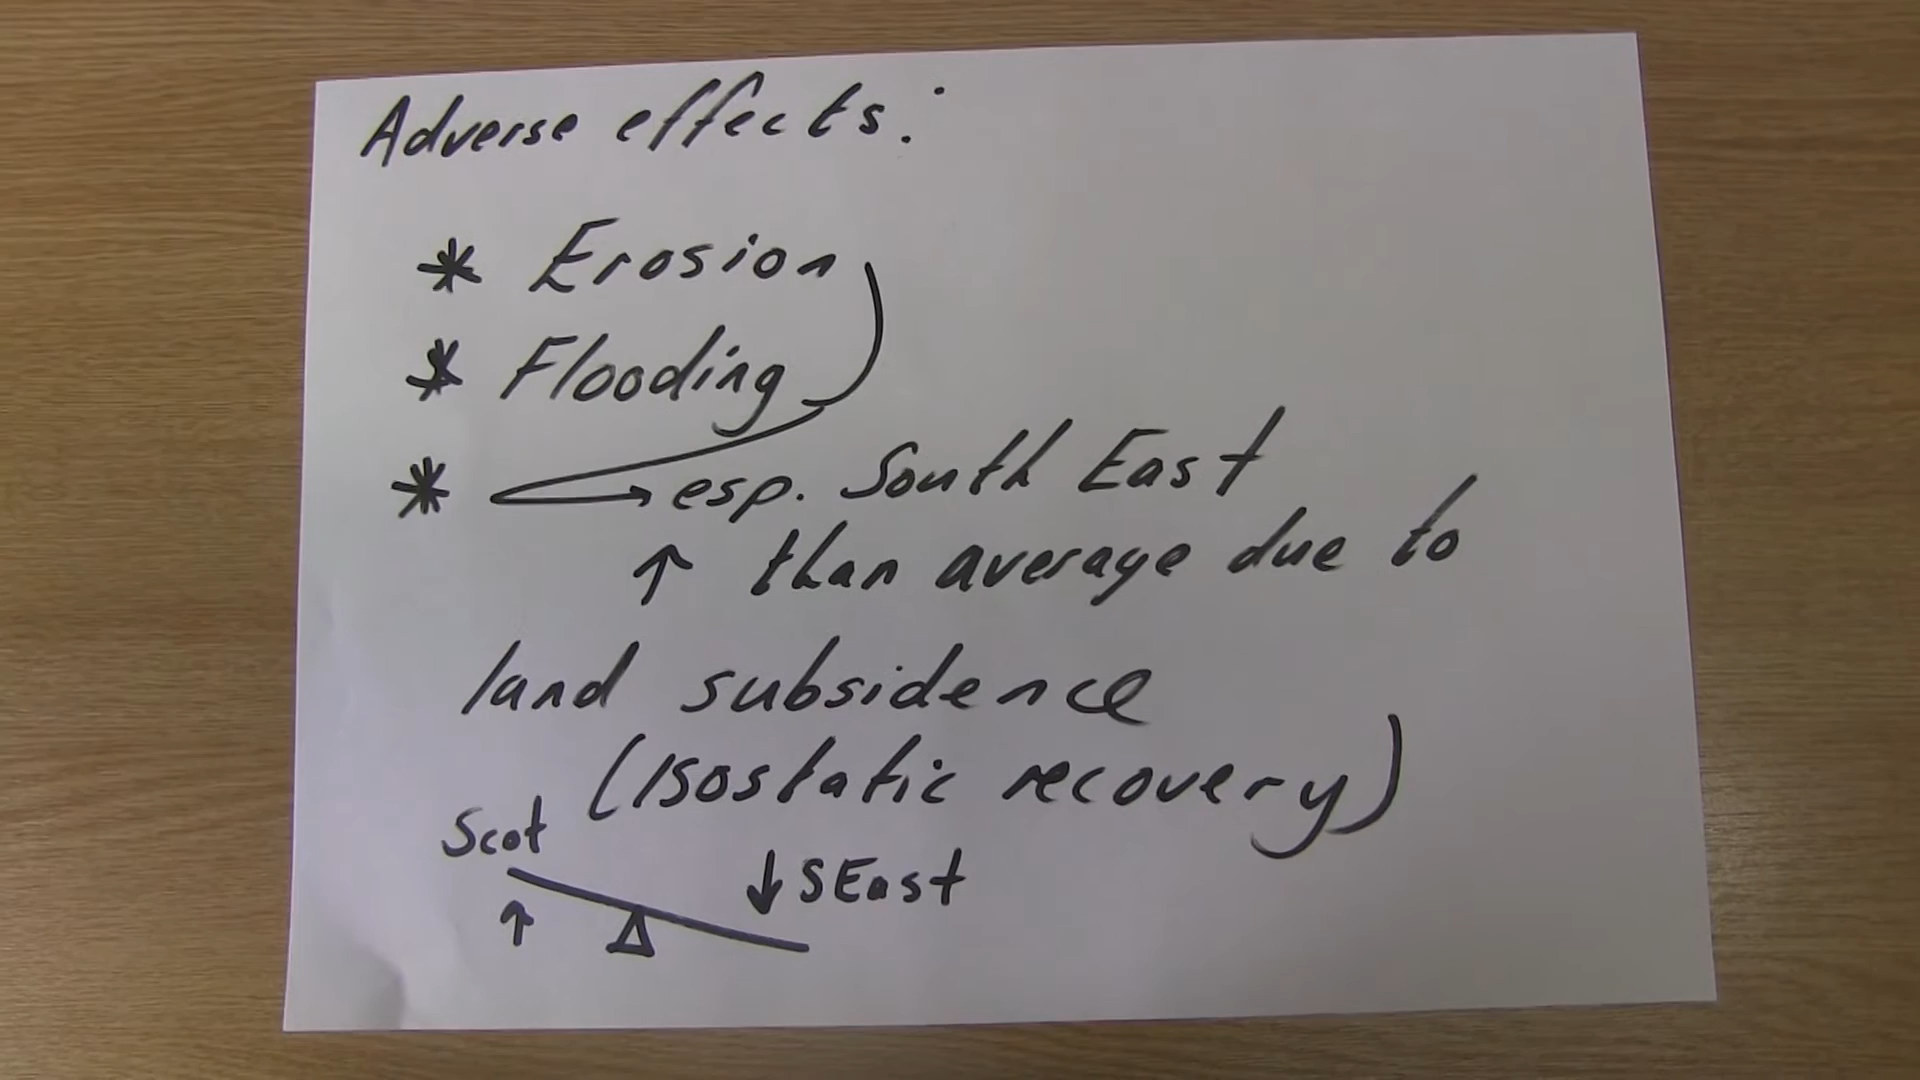 Adverse effects:
* Erosion
* Flooding
* → esp. South East
↑ than average due to
land subsidence
(Isostatic recovery)
Scot
↓ SEast
↑